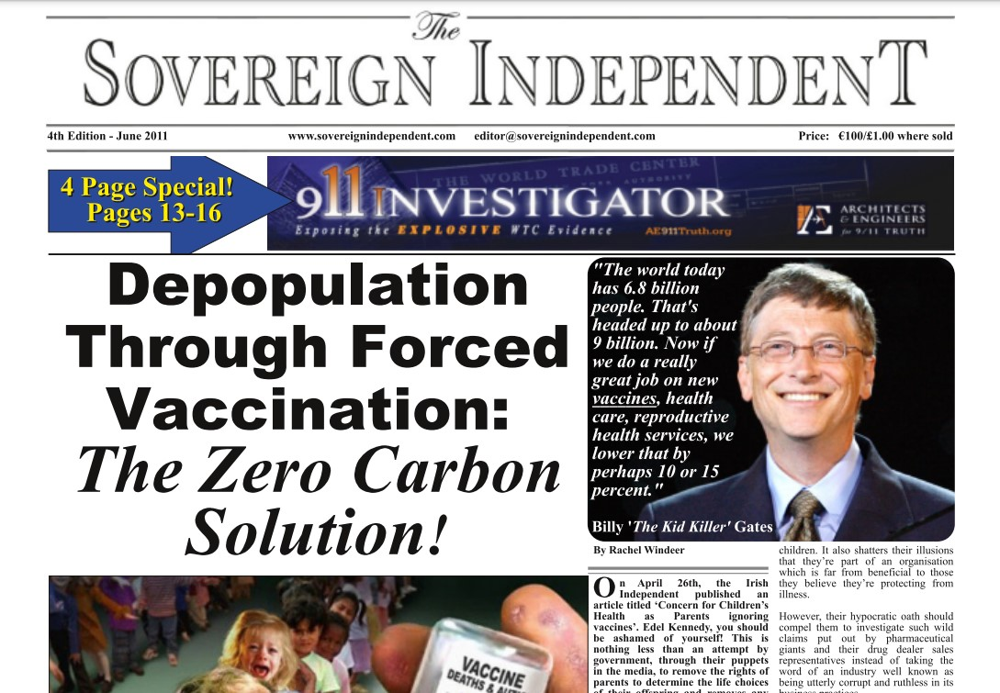 The
SOVEREIGN INDEPENDENT
4th Edition - June 2011 www.sovereignindependent.com editor@sovereignindependent.com Price: €100/£1.00 where sold
4 Page Special!
Pages 13-16
THE WORLD TRADE CENTER
911 INVESTIGATOR
Exposing the EXPLOSIVE WTC Evidence AE911Truth.org
ARCHITECTS
& ENGINEERS
for 9/11 TRUTH
Depopulation
Through Forced
Vaccination:
The Zero Carbon
Solution!
"The world today
has 6.8 billion
people. That's
headed up to about
9 billion. Now if
we do a really
great job on new
vaccines, health
care, reproductive
health services, we
lower that by
perhaps 10 or 15
percent."
Billy 'The Kid Killer' Gates
By Rachel Windeer
On April 26th, the Irish
Independent published an
article titled ‘Concern for Children’s
Health as Parents ignoring
vaccines’. Edel Kennedy, you should
be ashamed of yourself! This is
nothing less than an attempt by
government, through their puppets
in the media, to remove the rights of
parents to determine the life choices
of their offspring and removes any
children. It also shatters their illusions
that they’re part of an organisation
which is far from beneficial to those
they believe they’re protecting from
illness.
However, their hypocratic oath should
compel them to investigate such wild
claims put out by pharmaceutical
giants and their drug dealer sales
representatives instead of taking the
word of an industry well known as
being utterly corrupt and ruthless in its
business practices.
VACCINE
DEATHS &